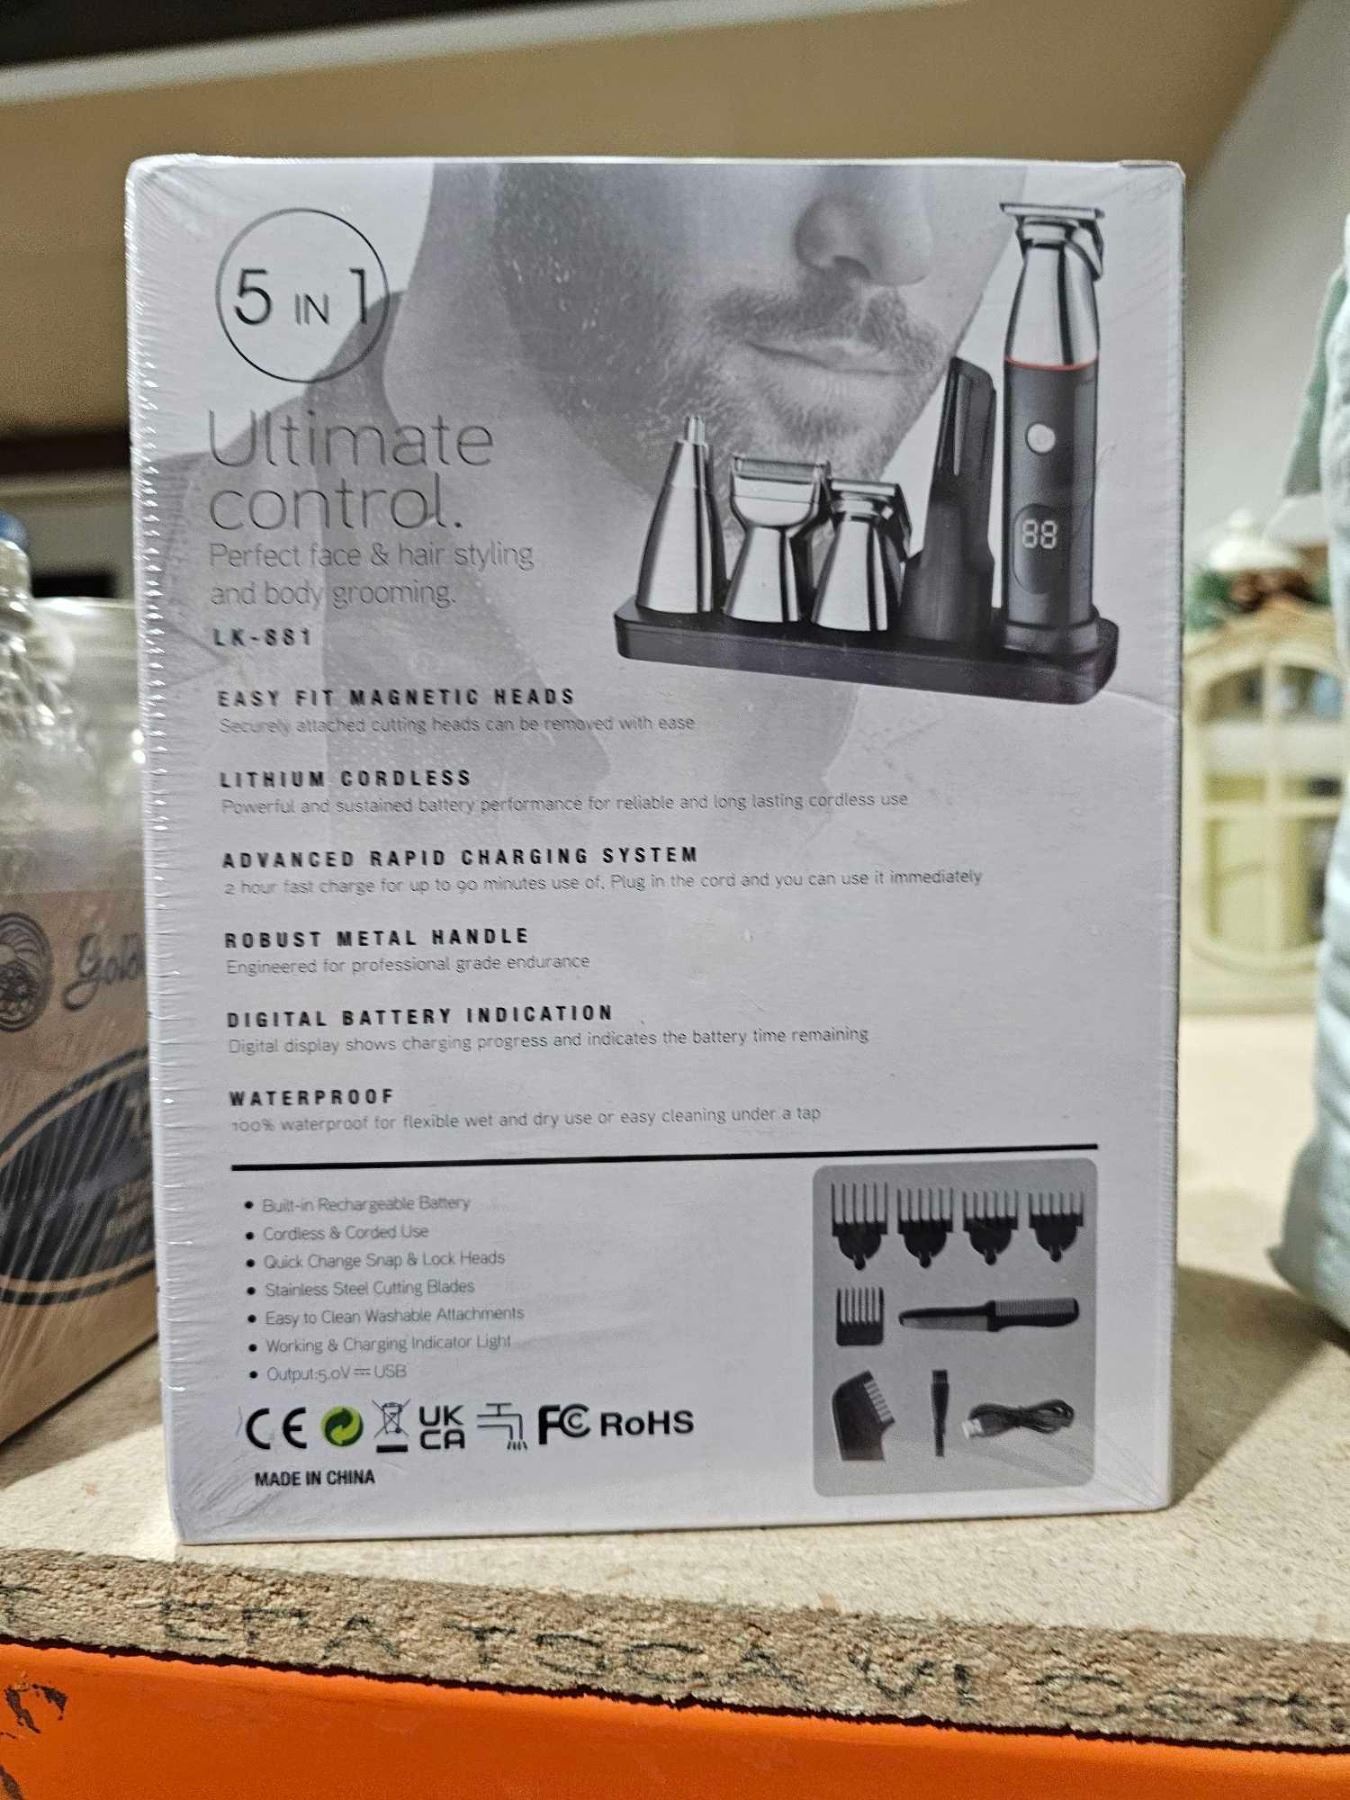 5 IN 1
Ultimate
control.
Perfect face & hair styling
and body grooming.
LK-881
88
EASY FIT MAGNETIC HEADS
Securely attached cutting heads can be removed with ease
LITHIUM CORDLESS
Powerful and sustained battery performance for reliable and long lasting cordless use
ADVANCED RAPID CHARGING SYSTEM
2 hour fast charge for up to 90 minutes use of. Plug in the cord and you can use it immediately
ROBUST METAL HANDLE
Engineered for professional grade endurance
DIGITAL BATTERY INDICATION
Digital display shows charging progress and indicates the battery time remaining
WATERPROOF
100% waterproof for flexible wet and dry use or easy cleaning under a tap
• Built-in Rechargeable Battery
• Cordless & Corded Use
• Quick Change Snap & Lock Heads
• Stainless Steel Cutting Blades
• Easy to Clean Washable Attachments
• Working & Charging Indicator Light
• Output:5.0V⎓USB
CE UK CA FC RoHS
MADE IN CHINA